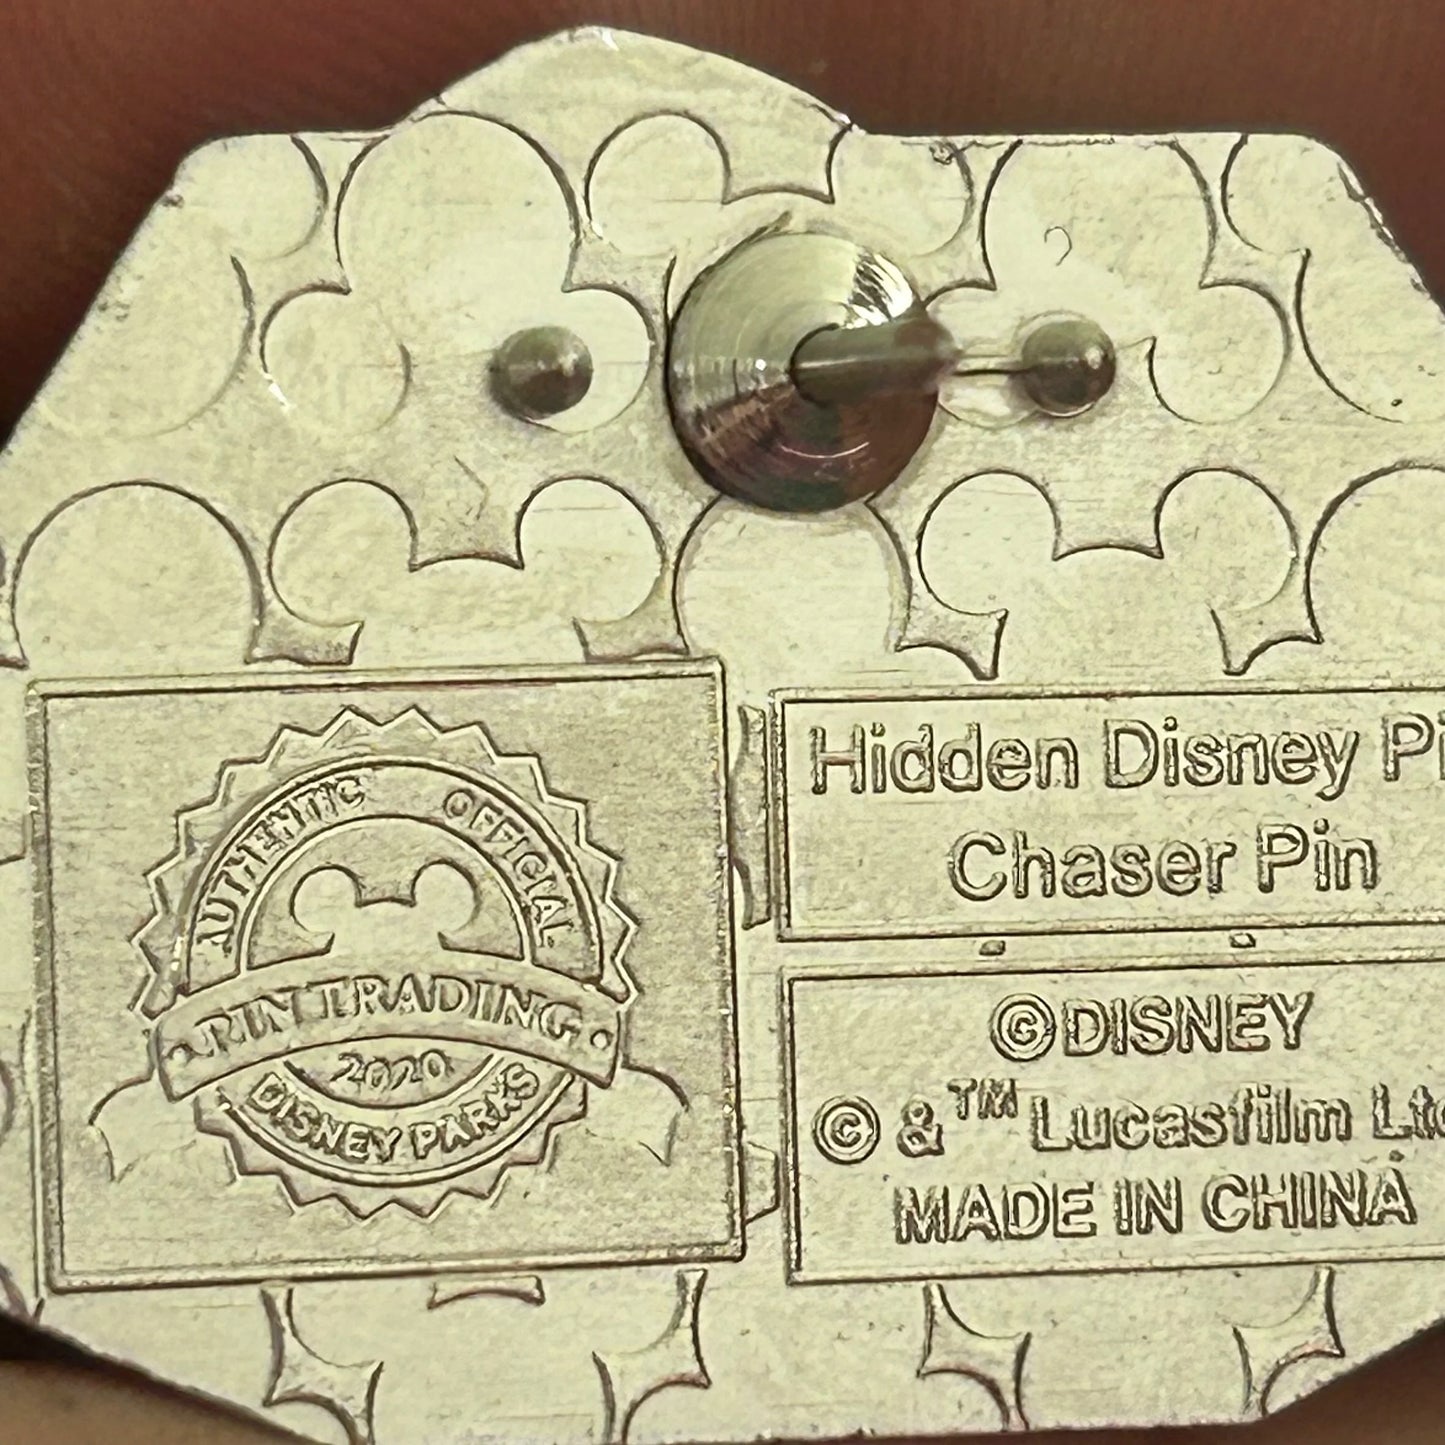 AUTHENTIC OFFICIAL
PIN TRADING
2020
DISNEY PARKS
Hidden Disney Pi
Chaser Pin
©DISNEY
© &™ Lucasfilm Ltd
MADE IN CHINA